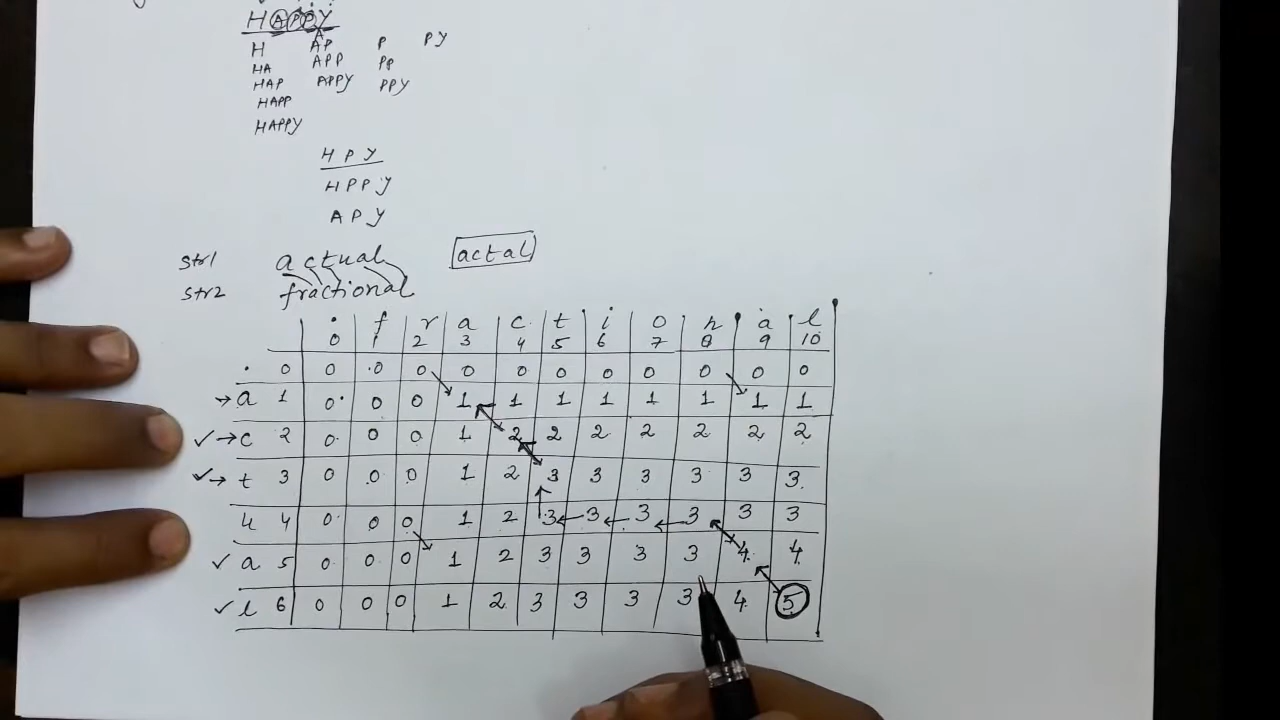 HAPPY
H AP P PY
HA APP PP
HAP APPY PPY
HAPP
HAPPY
HPY
HPPY
APY
str1 actual actal
str2 fractional
. f r a c t i o n a l
0 1 2 3 4 5 6 7 8 9 10
. 0 0 0 0 0 0 0 0 0 0 0 0
→ a 1 0 0 0 1 1 1 1 1 1 1 1
✓→ c 2 0 0 0 1 2 2 2 2 2 2 2
✓→ t 3 0 0 0 1 2 3 3 3 3 3 3
u 4 0 0 0 1 2 3 3 3 3 3 3
✓ a 5 0 0 0 1 2 3 3 3 3 4 4
✓ l 6 0 0 0 1 2 3 3 3 3 4 5